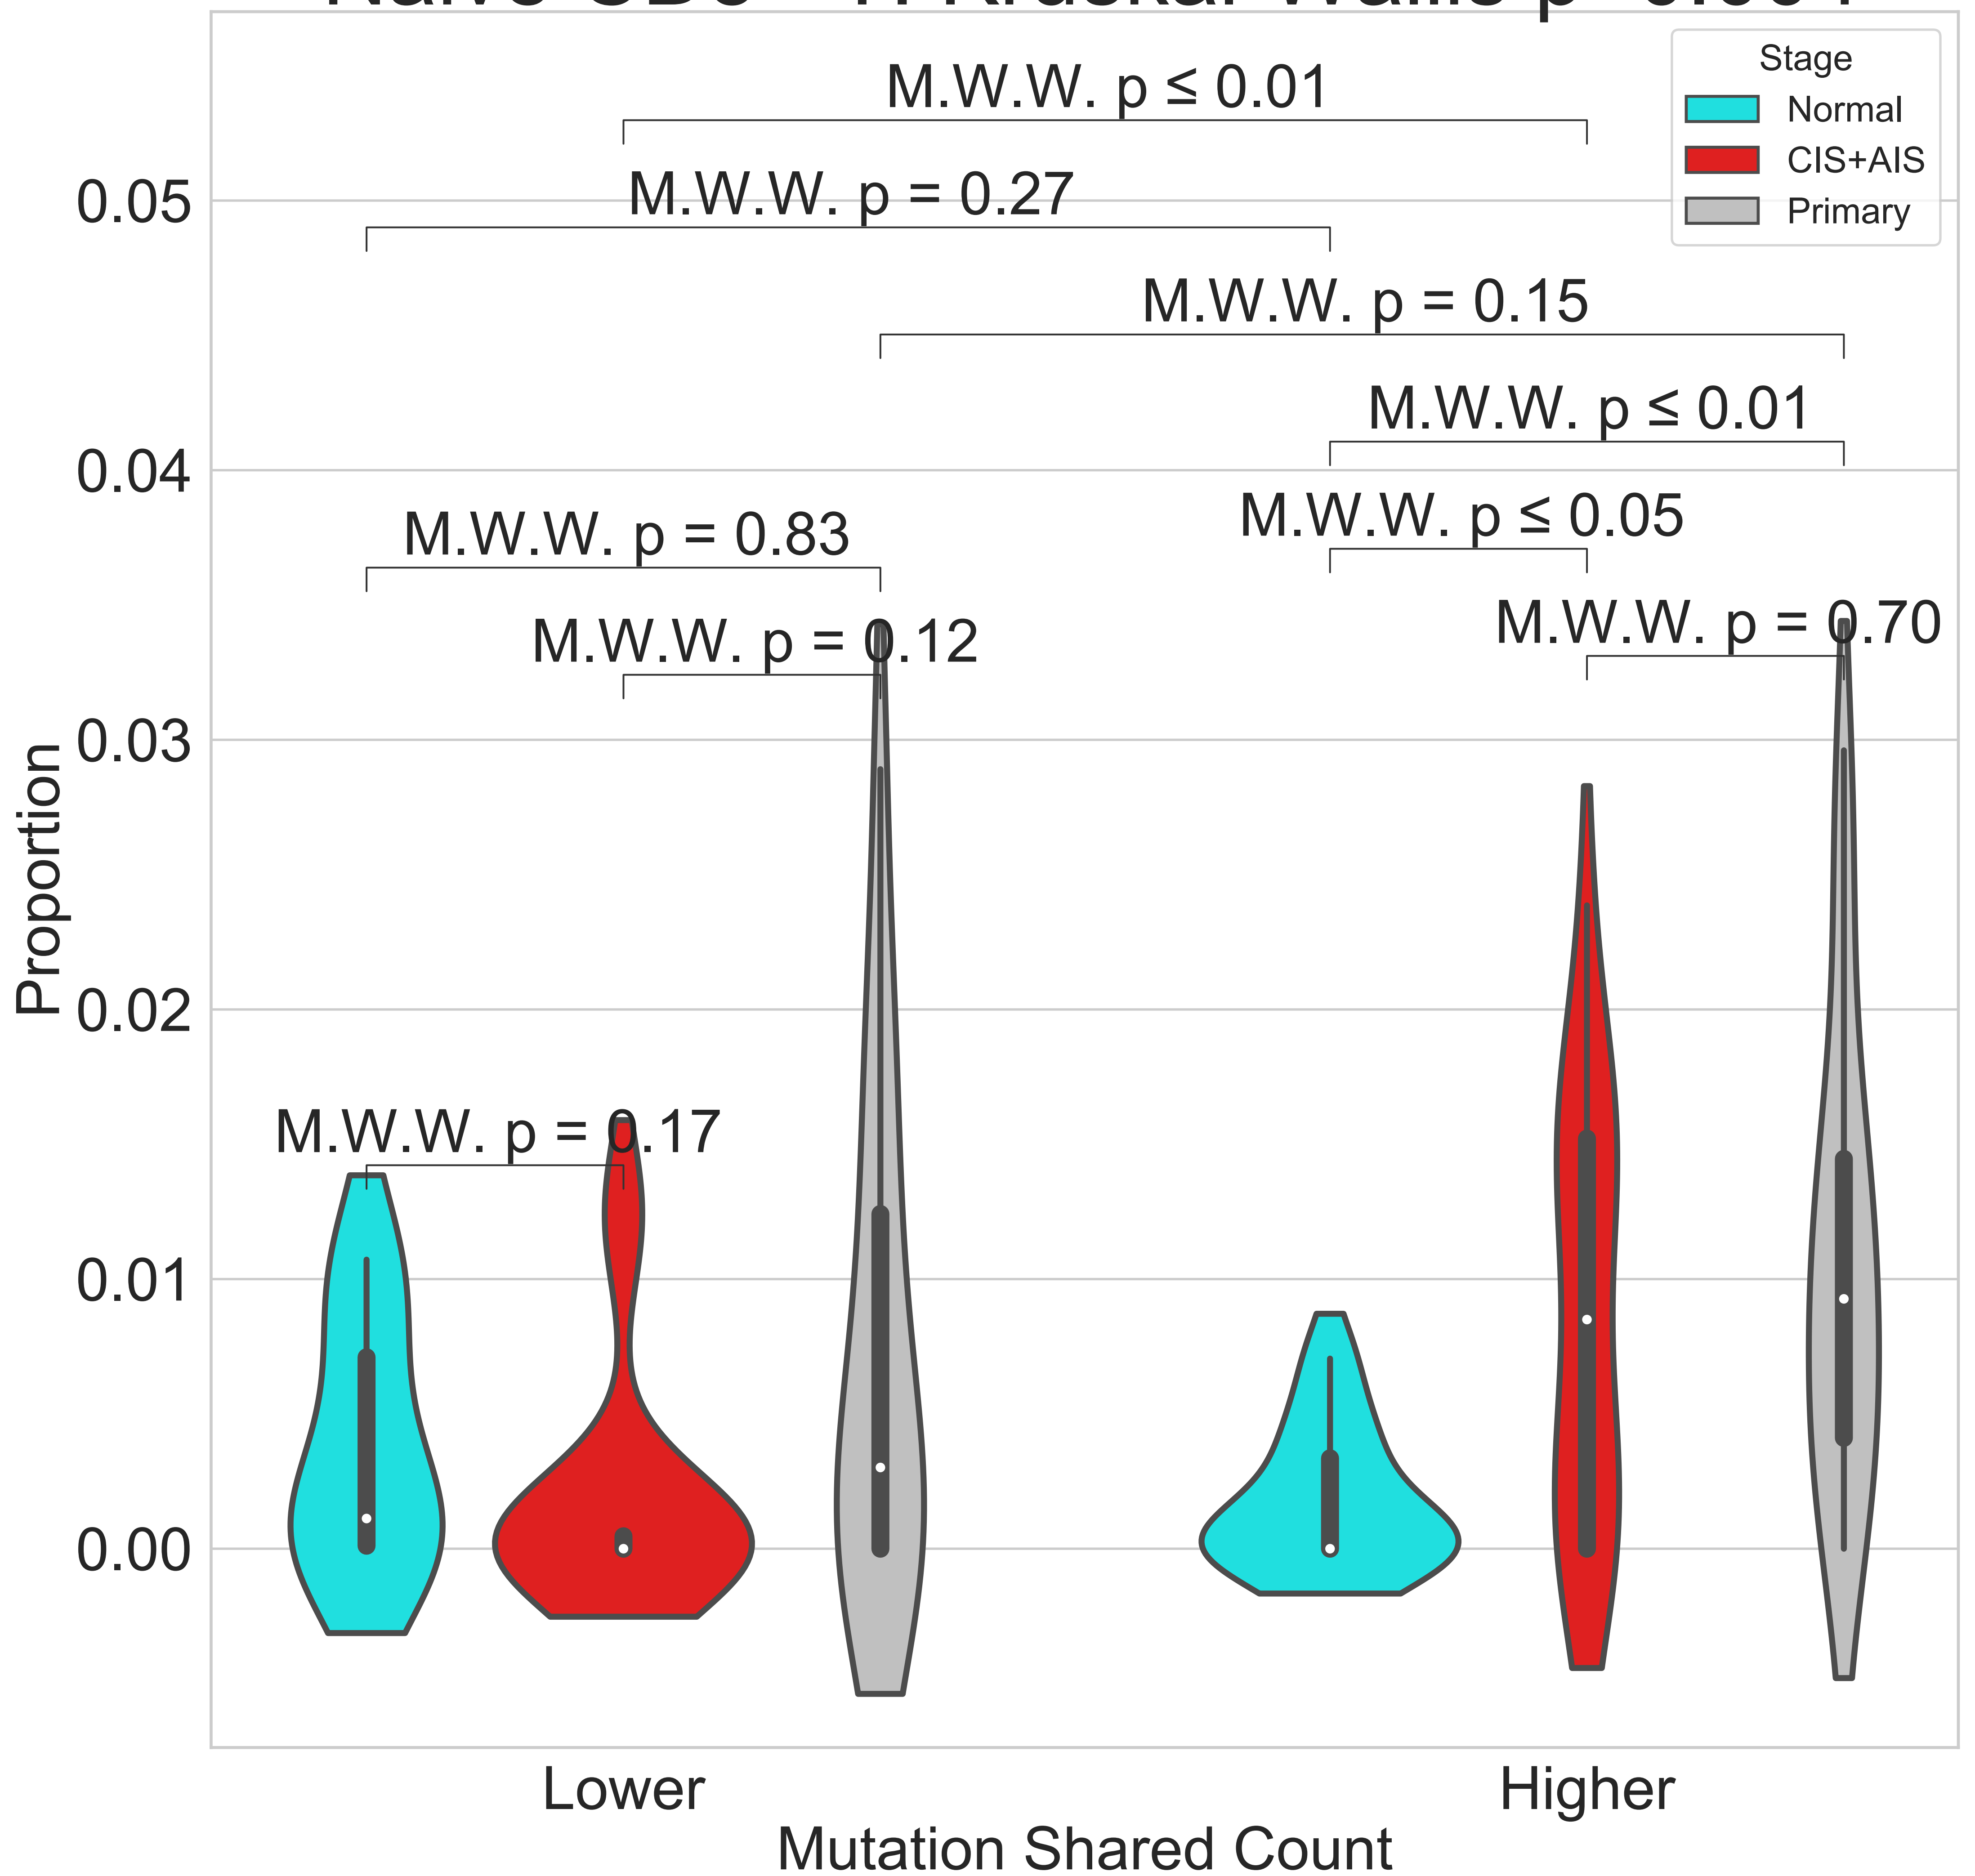 M.W.W. p ≤ 0.01
M.W.W. p = 0.27
M.W.W. p = 0.15
M.W.W. p ≤ 0.01
M.W.W. p ≤ 0.05
M.W.W. p = 0.83
M.W.W. p = 0.12
M.W.W. p = 0.70
M.W.W. p = 0.17
Stage
Normal
CIS+AIS
Primary
Proportion
0.05
0.04
0.03
0.02
0.01
0.00
Lower
Higher
Mutation Shared Count